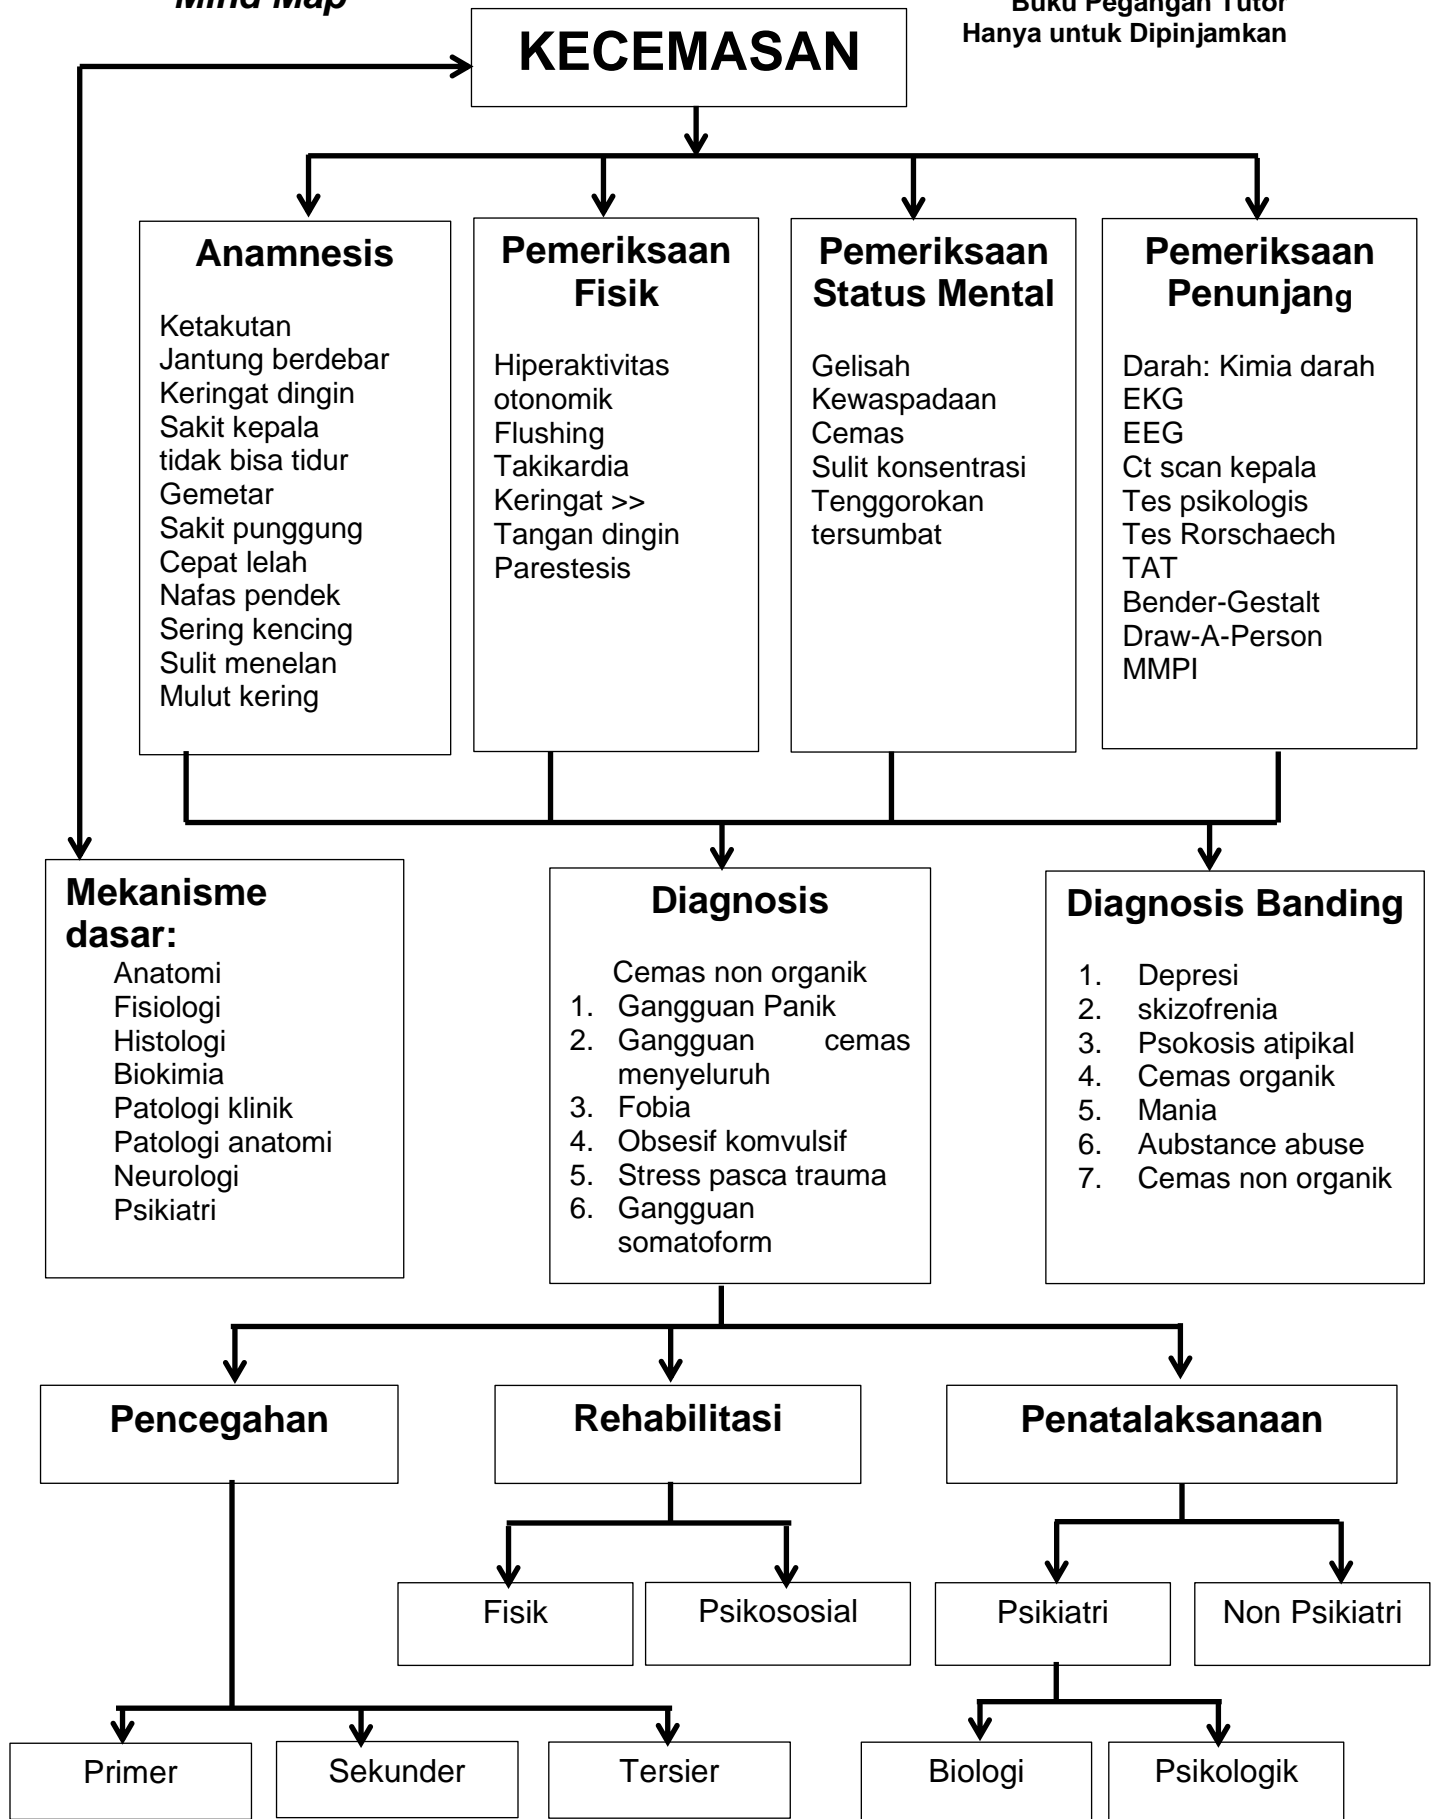 Mind Map
Buku Pegangan Tutor
Hanya untuk Dipinjamkan
KECEMASAN
Anamnesis
Ketakutan
Jantung berdebar
Keringat dingin
Sakit kepala
tidak bisa tidur
Gemetar
Sakit punggung
Cepat lelah
Nafas pendek
Sering kencing
Sulit menelan
Mulut kering
Pemeriksaan
Fisik
Hiperaktivitas
otonomik
Flushing
Takikardia
Keringat >>
Tangan dingin
Parestesis
Pemeriksaan
Status Mental
Gelisah
Kewaspadaan
Cemas
Sulit konsentrasi
Tenggorokan
tersumbat
Pemeriksaan
Penunjang
Darah: Kimia darah
EKG
EEG
Ct scan kepala
Tes psikologis
Tes Rorschaech
TAT
Bender-Gestalt
Draw-A-Person
MMPI
Mekanisme
dasar:
Anatomi
Fisiologi
Histologi
Biokimia
Patologi klinik
Patologi anatomi
Neurologi
Psikiatri
Diagnosis
Cemas non organik
1. Gangguan Panik
2. Gangguan cemas
menyeluruh
3. Fobia
4. Obsesif komvulsif
5. Stress pasca trauma
6. Gangguan
somatoform
Diagnosis Banding
1. Depresi
2. skizofrenia
3. Psokosis atipikal
4. Cemas organik
5. Mania
6. Aubstance abuse
7. Cemas non organik
Pencegahan
Rehabilitasi
Penatalaksanaan
Fisik
Psikososial
Psikiatri
Non Psikiatri
Primer
Sekunder
Tersier
Biologi
Psikologik